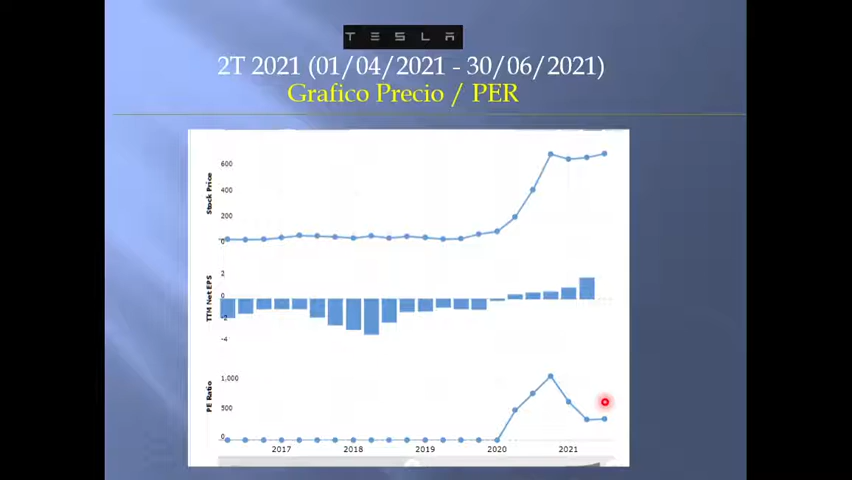 TESLA
2T 2021 (01/04/2021 - 30/06/2021)
Grafico Precio / PER
Stock Price
600
400
200
0
TTM Net EPS
2
0
-2
-4
PE Ratio
1,000
500
0
2017 2018 2019 2020 2021